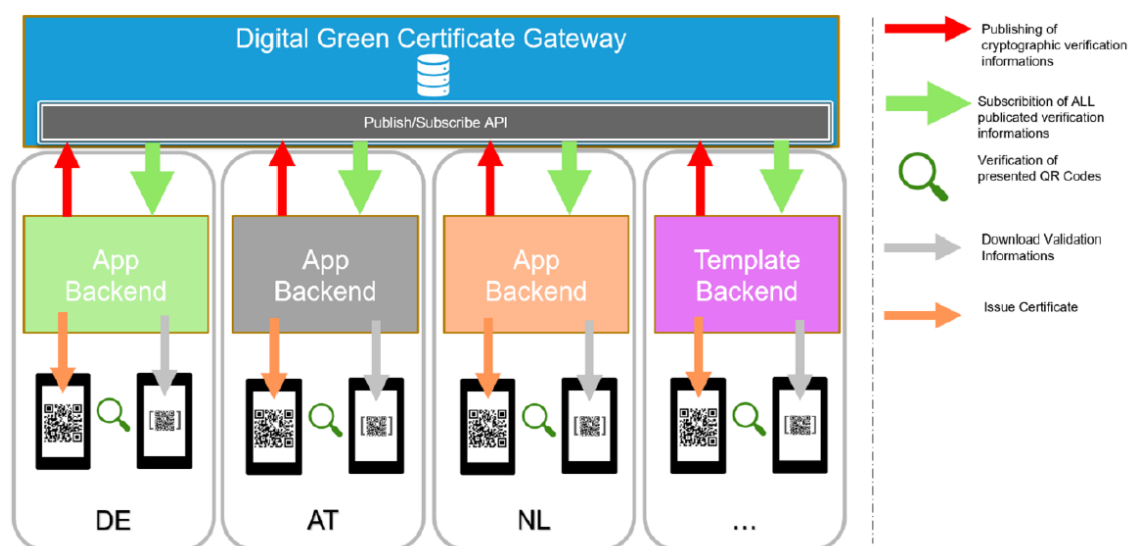 Digital Green Certificate Gateway
Publish/Subscribe API
App
Backend
App
Backend
App
Backend
Template
Backend
DE
AT
NL
...
Publishing of
cryptographic verification
informations
Subscribition of ALL
publicated verification
informations
Verification of
presented QR Codes
Download Validation
Informations
Issue Certificate